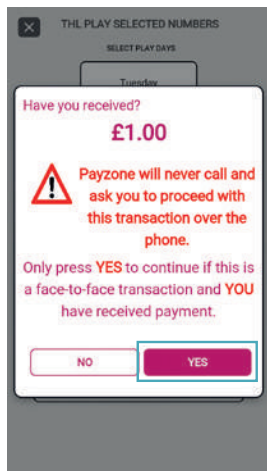 THL PLAY SELECTED NUMBERS
SELECT PLAY DAYS
Tuesday
Have you received?
£1.00
Payzone will never call and
ask you to proceed with
this transaction over the
phone.
Only press YES to continue if this is
a face-to-face transaction and YOU
have received payment.
NO
YES